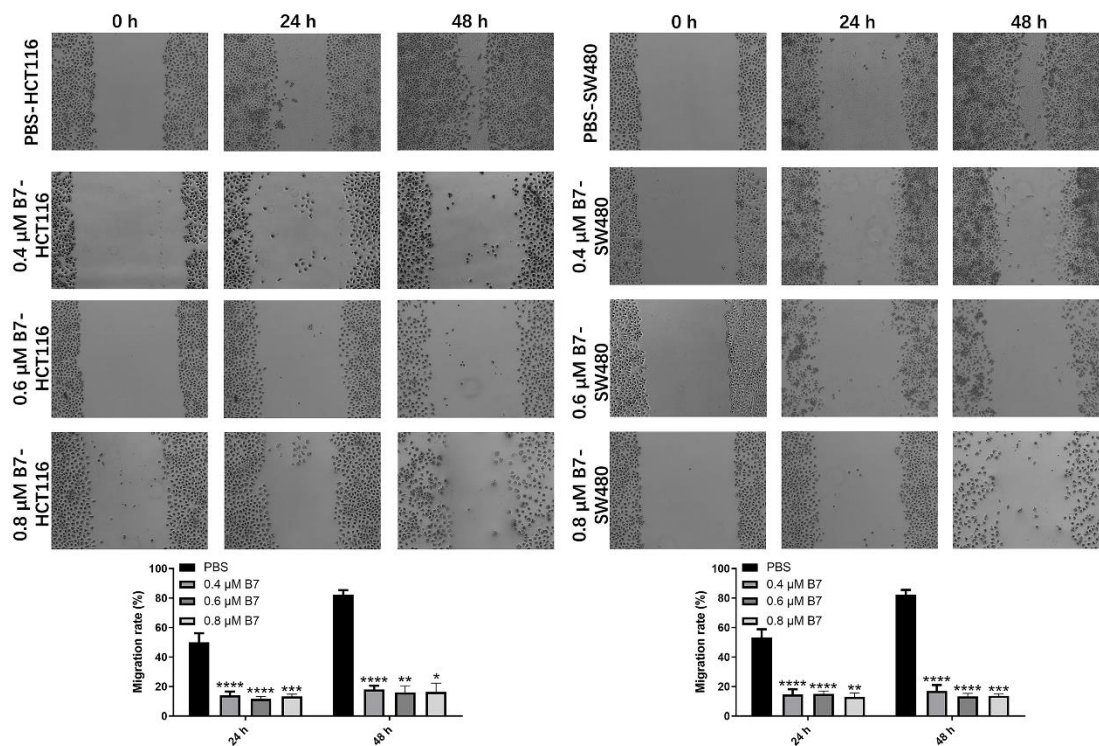 0 h 24 h 48 h
PBS-HCT116
0.4 µM B7-
HCT116
0.6 µM B7-
HCT116
0.8 µM B7-
HCT116
0 h 24 h 48 h
PBS-SW480
0.4 µM B7-
SW480
0.6 µM B7-
SW480
0.8 µM B7-
SW480
Migration rate (%)
100
80
60
40
20
0
PBS
0.4 µM B7
0.6 µM B7
0.8 µM B7
**** **** ***
**** ** *
24 h 48 h
Migration rate (%)
100
80
60
40
20
0
PBS
0.4 µM B7
0.6 µM B7
0.8 µM B7
**** **** **
**** **** ***
24 h 48 h